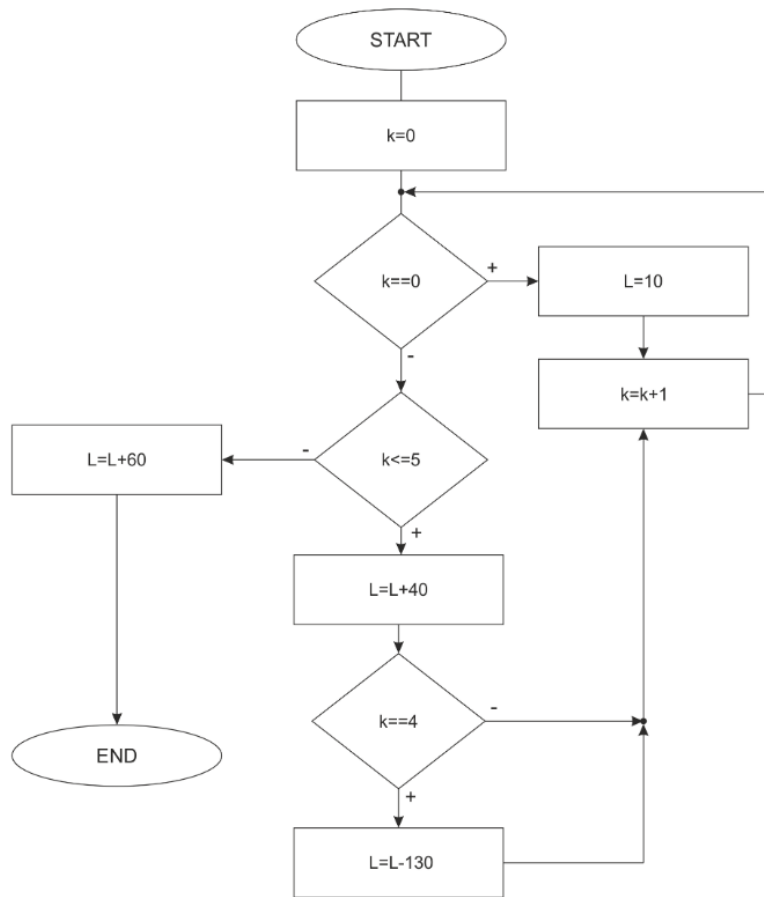 START
k=0
k==0
+
L=10
-
k=k+1
k<=5
-
L=L+60
+
L=L+40
k==4
-
END
+
L=L-130